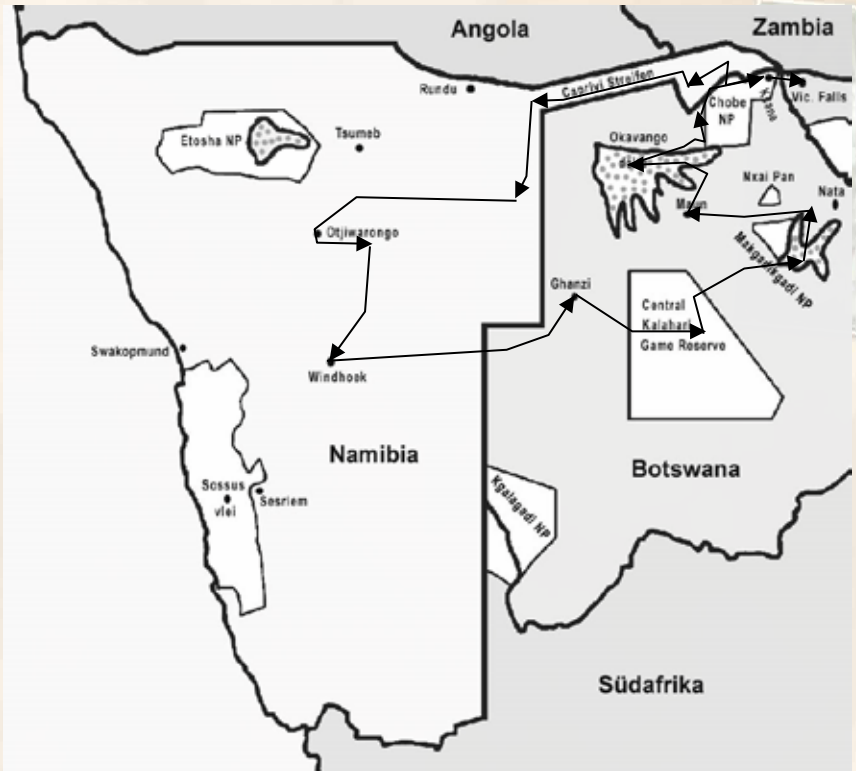 Angola
Zambia
Rundu
Caprivi Streifen
Vic. Falls
Chobe
NP
Etosha NP
Tsumeb
Okavango
Nxai Pan
Nata
Maun
Otjiwarongo
Makgadikgadi NP
Ghanzi
Central
Kalahari
Game Reserve
Swakopmund
Windhoek
Namibia
Botswana
Sossus
vlei
Sesriem
Kgalagadi NP
Südafrika